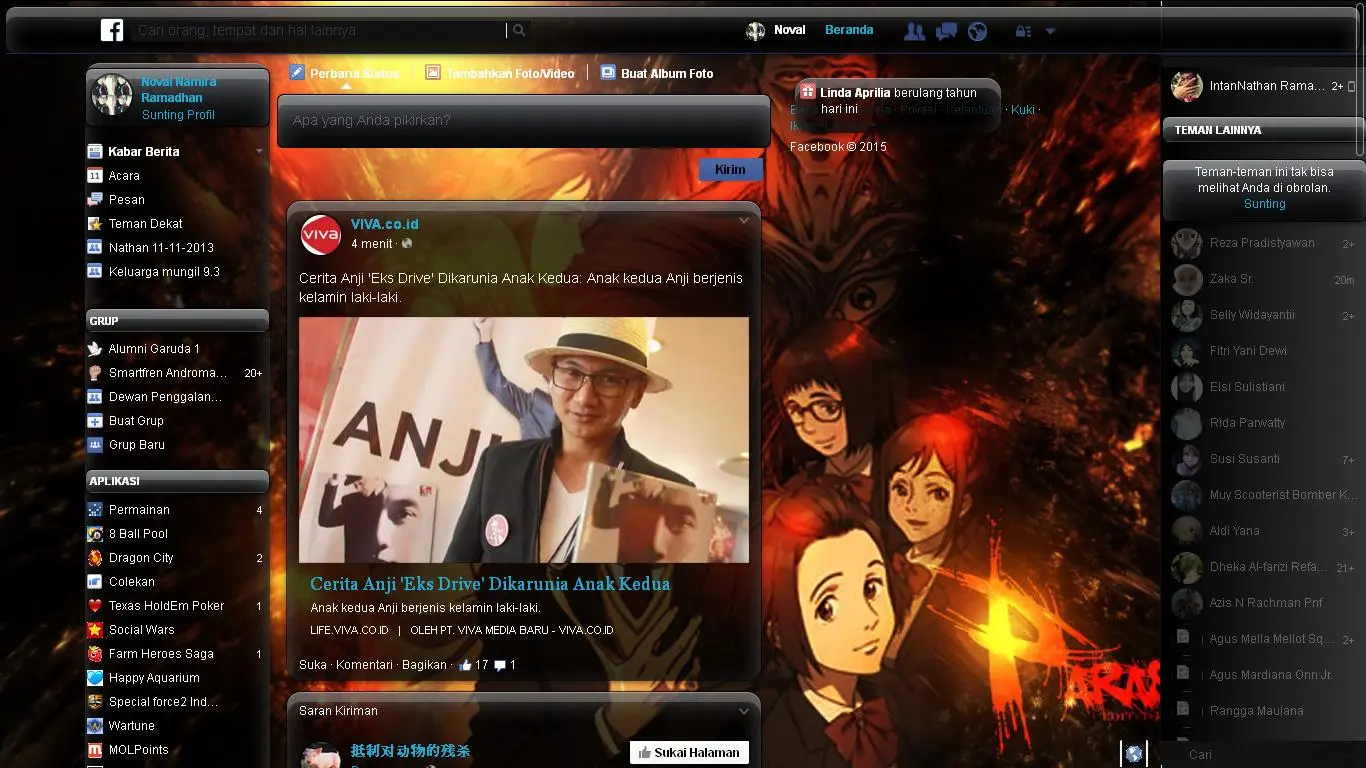 Cari orang, tempat dan hal lainnya
Noval
Beranda
Noval Namira
Ramadhan
Sunting Profil
Kabar Berita
Acara
Pesan
Teman Dekat
Nathan 11-11-2013
Keluarga mungil 9.3
GRUP
Alumni Garuda 1
Smartfren Androma... 20+
Dewan Penggalan...
Buat Grup
Grup Baru
APLIKASI
Permainan 4
8 Ball Pool
Dragon City 2
Colekan
Texas HoldEm Poker 1
Social Wars
Farm Heroes Saga 1
Happy Aquarium
Special force2 Ind...
Wartune
MOLPoints
Perbarui Status
Tambahkan Foto/Video
Buat Album Foto
Apa yang Anda pikirkan?
Kirim
VIVA.co.id
4 menit ·
Cerita Anji 'Eks Drive' Dikarunia Anak Kedua: Anak kedua Anji berjenis
kelamin laki-laki.
viva
ANJI
Cerita Anji 'Eks Drive' Dikarunia Anak Kedua
Anak kedua Anji berjenis kelamin laki-laki.
LIFE.VIVA.CO.ID | OLEH PT. VIVA MEDIA BARU - VIVA.CO.ID
Suka · Komentari · Bagikan · 17 1
Saran Kiriman
抵制对动物的残杀
Sukai Halaman
Linda Aprilia berulang tahun
hari ini
· Privasi · Ketentuan · Kuki ·
Facebook © 2015
IntanNathan Rama... 2+
TEMAN LAINNYA
Teman-teman ini tak bisa
melihat Anda di obrolan.
Sunting
Reza Pradistyawan 2+
Zaka Sr. 20m
Selly Widayantii 2+
Fitri Yani Dewi
Elsi Sulistiani
Rida Parwatty
Susi Susanti 7+
Muy Scooterist Bomber K...
Aldi Yana 3+
Dheka Al-farizi Refa... 21+
Azis N Rachman Pnf
Agus Mella Mellot Sq... 2+
Agus Mardiana Onn Jr.
Rangga Maulana
Cari